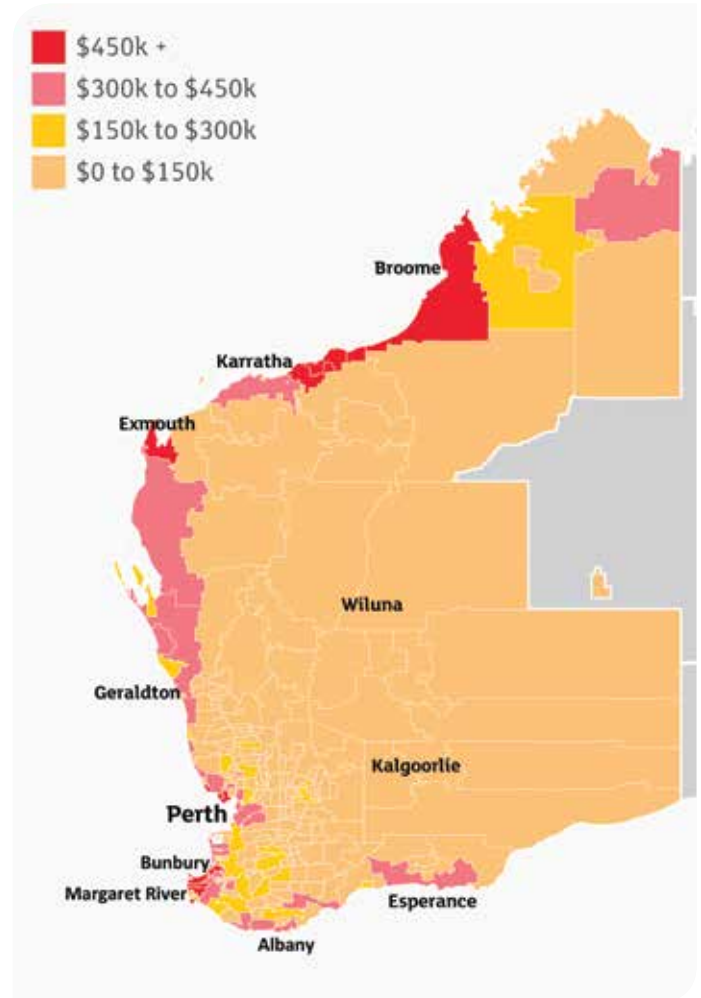 $450k +
$300k to $450k
$150k to $300k
$0 to $150k
Broome
Karratha
Exmouth
Wiluna
Geraldton
Kalgoorlie
Perth
Bunbury
Margaret River
Esperance
Albany